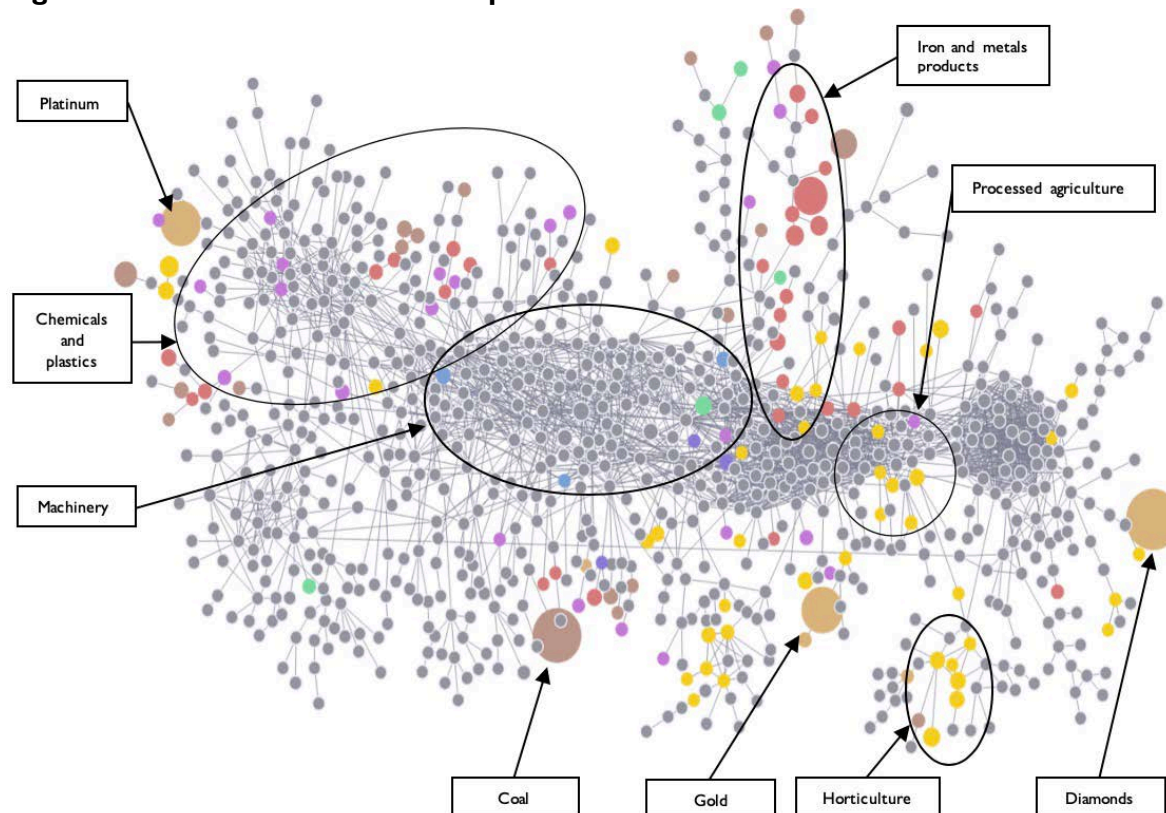 Iron and metals
products
Platinum
Processed agriculture
Chemicals
and
plastics
Machinery
Coal
Gold
Horticulture
Diamonds